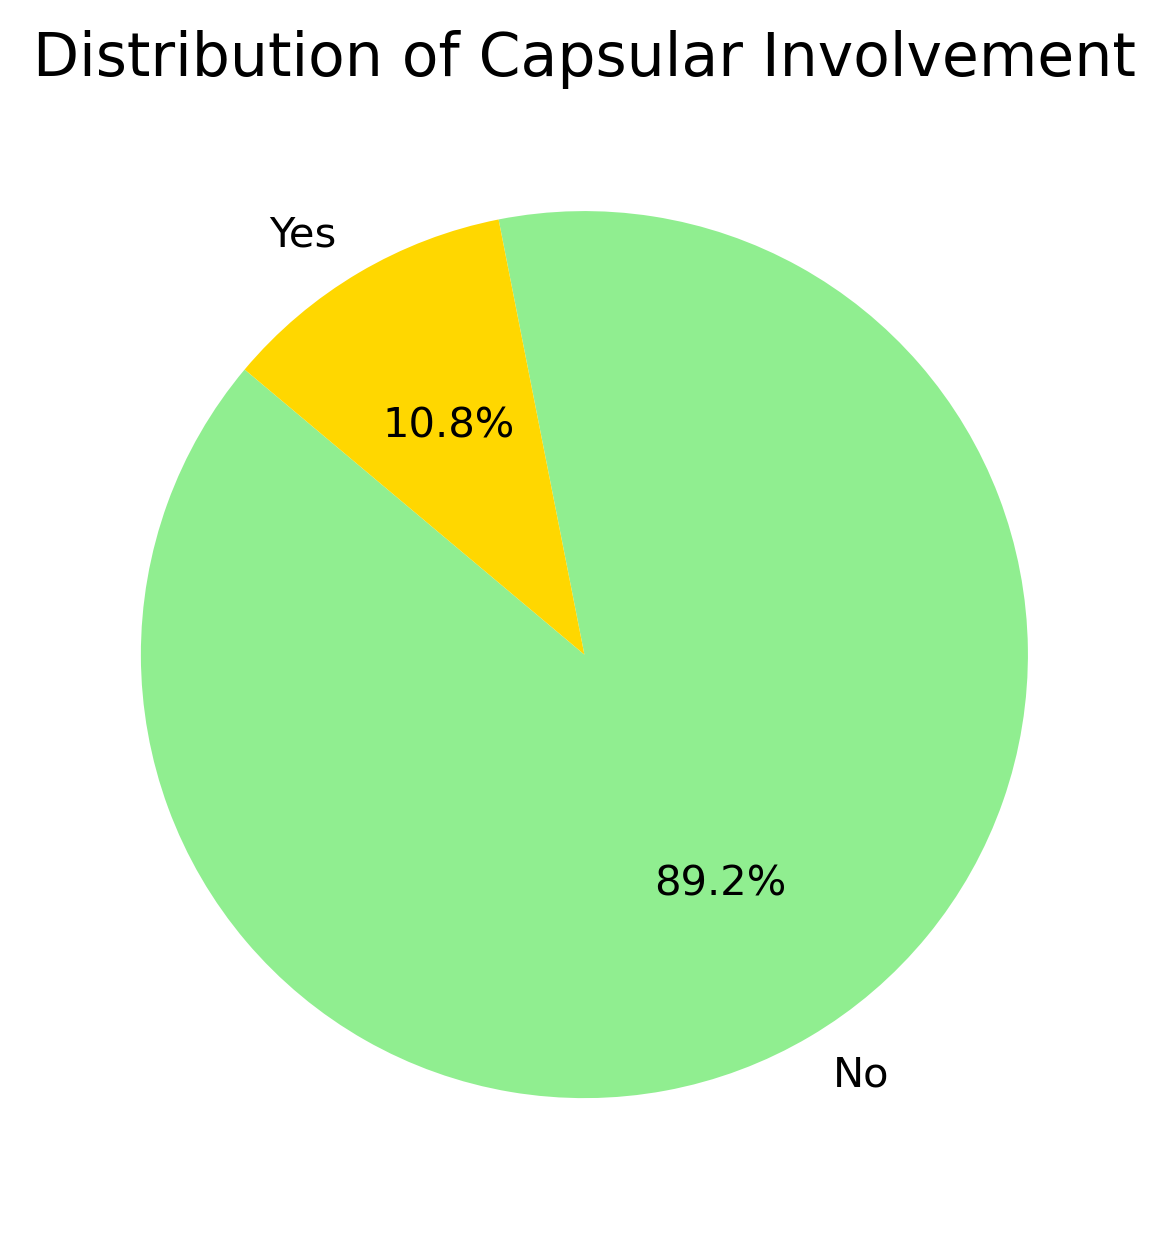 Distribution of Capsular Involvement
Yes
10.8%
89.2%
No